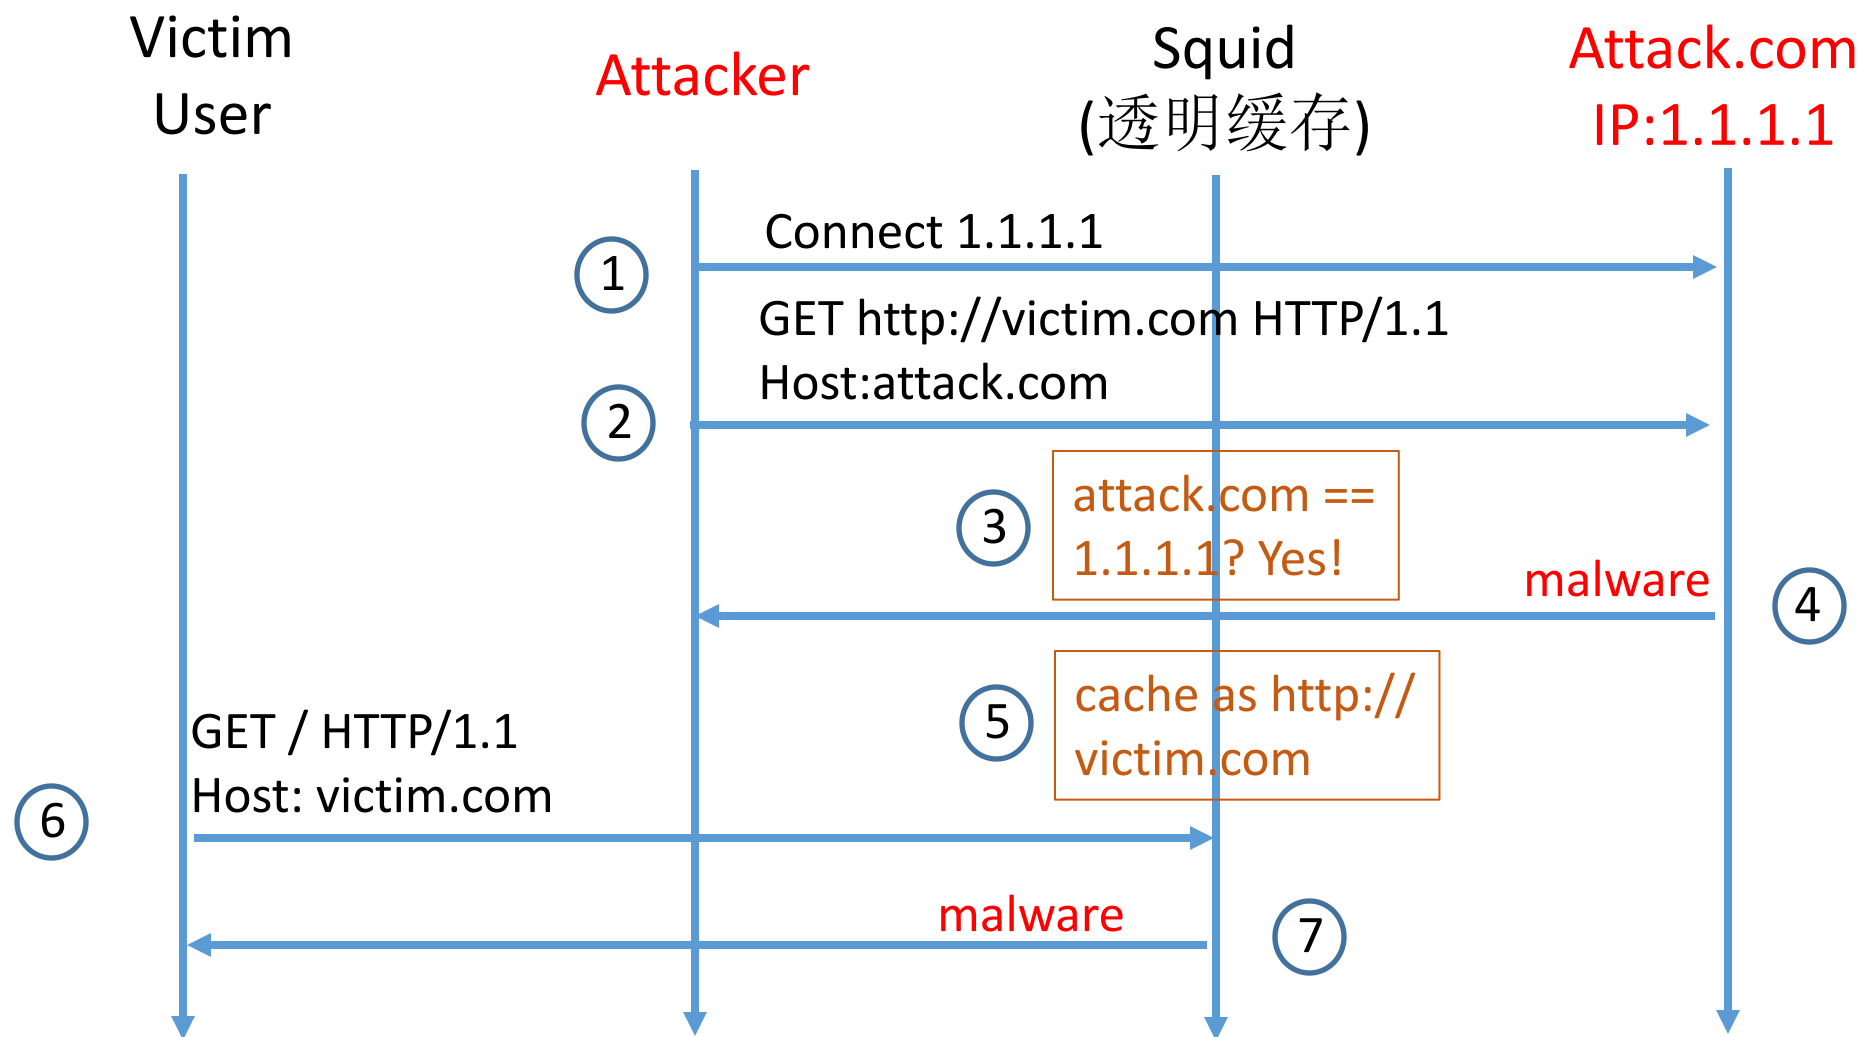 Victim
User
Attacker
Squid
(透明缓存)
Attack.com
IP:1.1.1.1
1
Connect 1.1.1.1
GET http://victim.com HTTP/1.1
Host:attack.com
2
3
attack.com ==
1.1.1.1? Yes!
malware
4
5
cache as http://
victim.com
GET / HTTP/1.1
Host: victim.com
6
malware
7